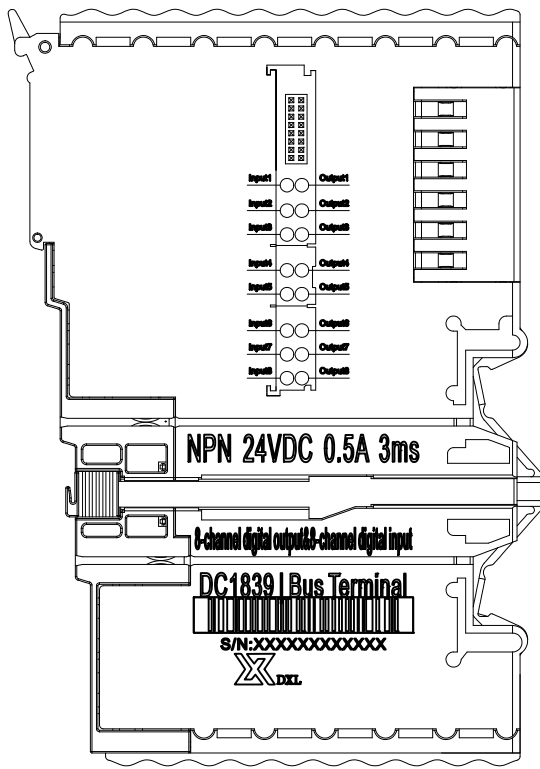 Input1 Output1
Input2 Output2
Input3 Output3
Input4 Output4
Input5 Output5
Input6 Output6
Input7 Output7
Input8 Output8
NPN 24VDC 0.5A 3ms
8-channel digital output&8-channel digital input
DC1839 | Bus Terminal
S/N:XXXXXXXXXXXX
DXL